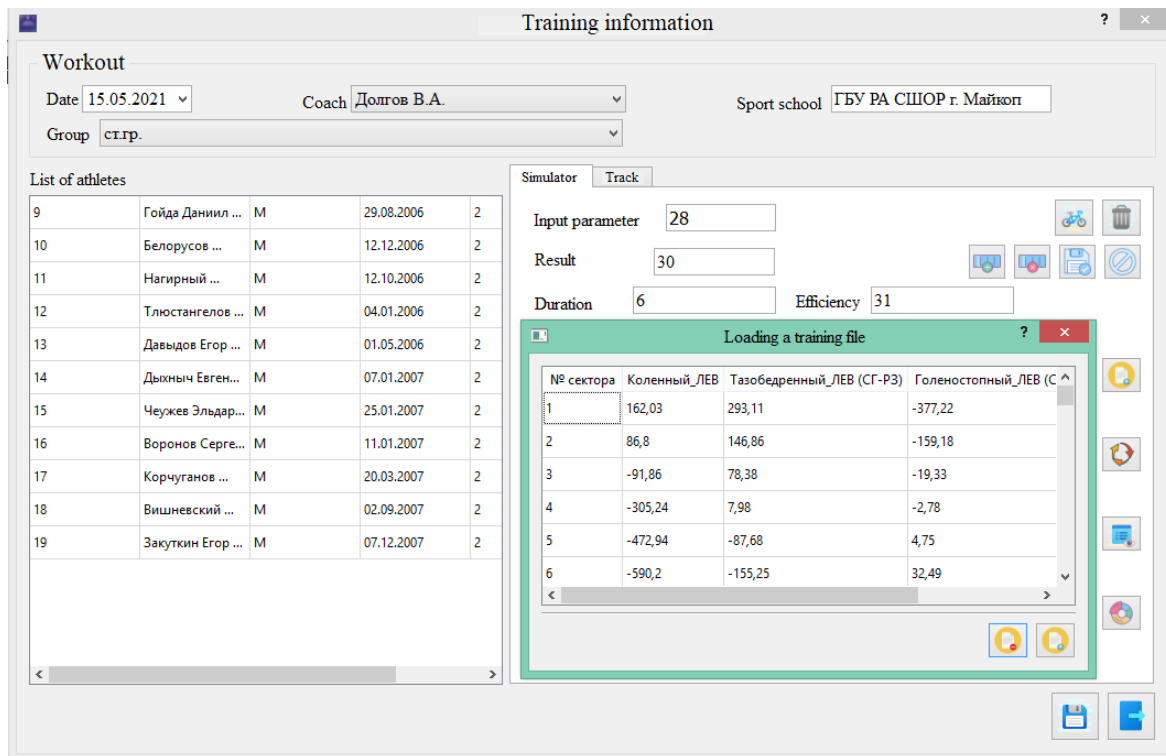 Training information ?
Workout
Date 15.05.2021 Coach Долгов В.А. Sport school ГБУ РА СШОР г. Майкоп
Group ст.гр.
List of athletes
9 Гойда Даниил ... М 29.08.2006 2
10 Белорусов ... М 12.12.2006 2
11 Нагирный ... М 12.10.2006 2
12 Тлюстангелов ... М 04.01.2006 2
13 Давыдов Егор ... М 01.05.2006 2
14 Дыхныч Евген... М 07.01.2007 2
15 Чеужев Эльдар... М 25.01.2007 2
16 Воронов Серге... М 11.01.2007 2
17 Корчуганов ... М 20.03.2007 2
18 Вишневский ... М 02.09.2007 2
19 Закуткин Егор ... М 07.12.2007 2
Simulator Track
Input parameter 28
Result 30
Duration 6 Efficiency 31
Loading a training file ?
№ сектора Коленный_ЛЕВ Тазобедренный_ЛЕВ (СГ-РЗ) Голеностопный_ЛЕВ (С
1 162,03 293,11 -377,22
2 86,8 146,86 -159,18
3 -91,86 78,38 -19,33
4 -305,24 7,98 -2,78
5 -472,94 -87,68 4,75
6 -590,2 -155,25 32,49